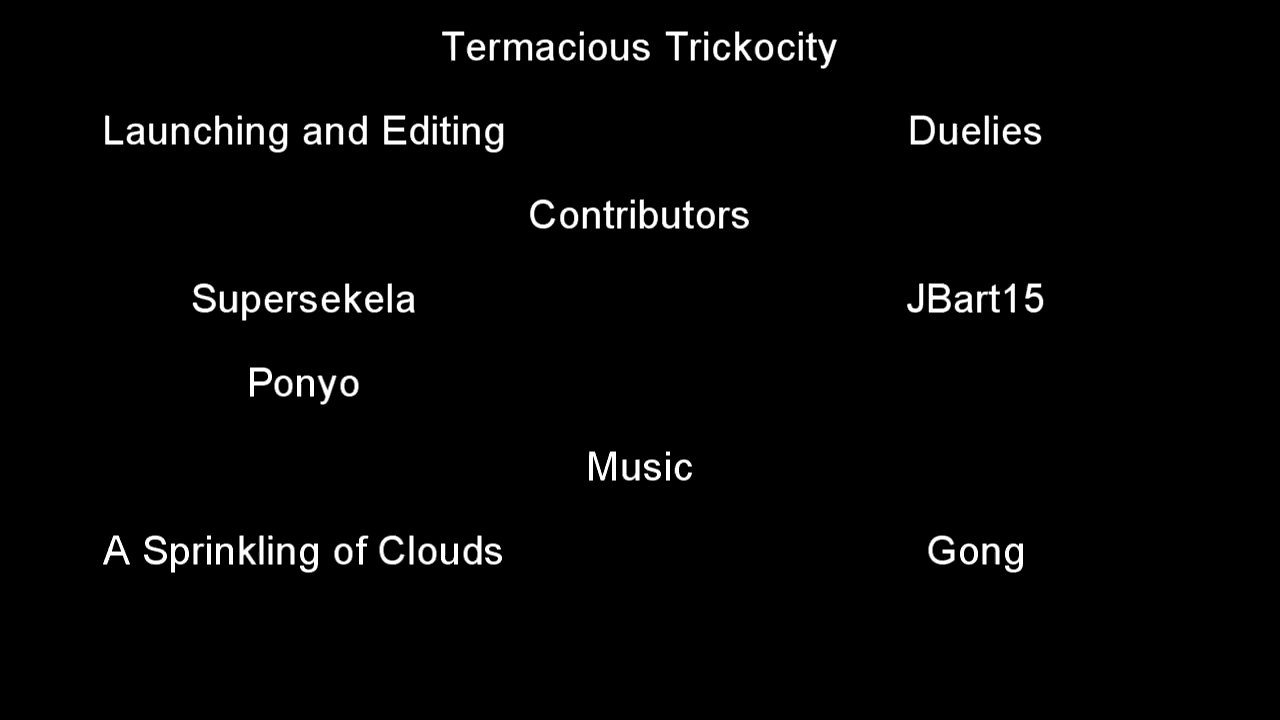 Termacious Trickocity
Launching and Editing Duelies
Contributors
Supersekela JBart15
Ponyo
Music
A Sprinkling of Clouds Gong